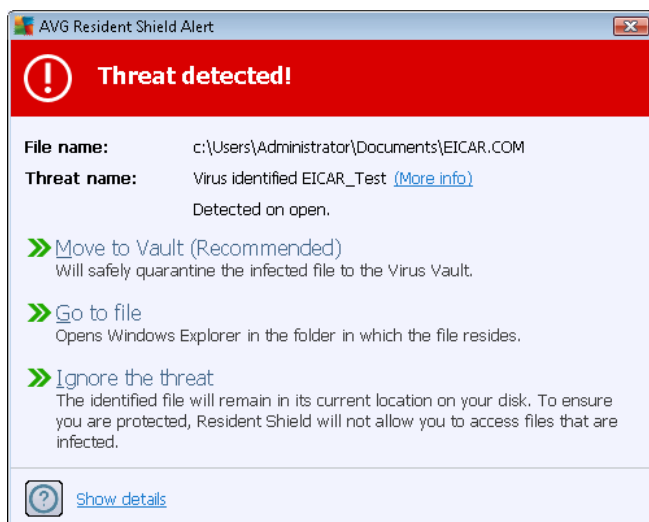 AVG Resident Shield Alert
Threat detected!
File name: c:\Users\Administrator\Documents\EICAR.COM
Threat name: Virus identified EICAR_Test (More info)
Detected on open.
Move to Vault (Recommended)
Will safely quarantine the infected file to the Virus Vault.
Go to file
Opens Windows Explorer in the folder in which the file resides.
Ignore the threat
The identified file will remain in its current location on your disk. To ensure
you are protected, Resident Shield will not allow you to access files that are
infected.
Show details